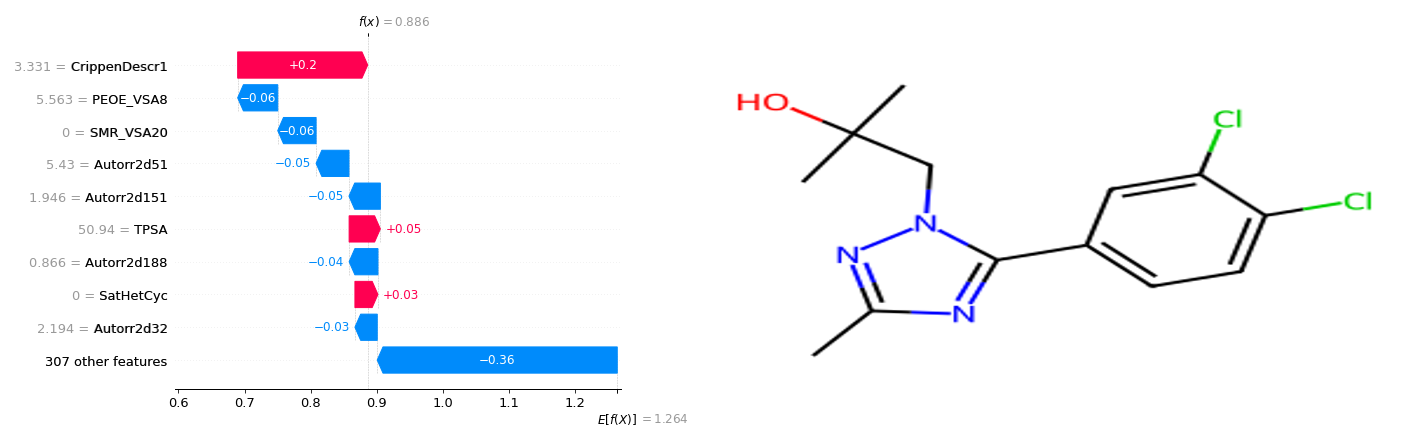 f(x) = 0.886
3.331 = CrippenDescr1
+0.2
5.563 = PEOE_VSA8
−0.06
0 = SMR_VSA20
−0.06
5.43 = Autorr2d51
−0.05
1.946 = Autorr2d151
−0.05
50.94 = TPSA
+0.05
0.866 = Autorr2d188
−0.04
0 = SatHetCyc
+0.03
2.194 = Autorr2d32
−0.03
307 other features
−0.36
0.6 0.7 0.8 0.9 1.0 1.1 1.2
E[f(X)] = 1.264
HO
Cl
Cl
N
N
N